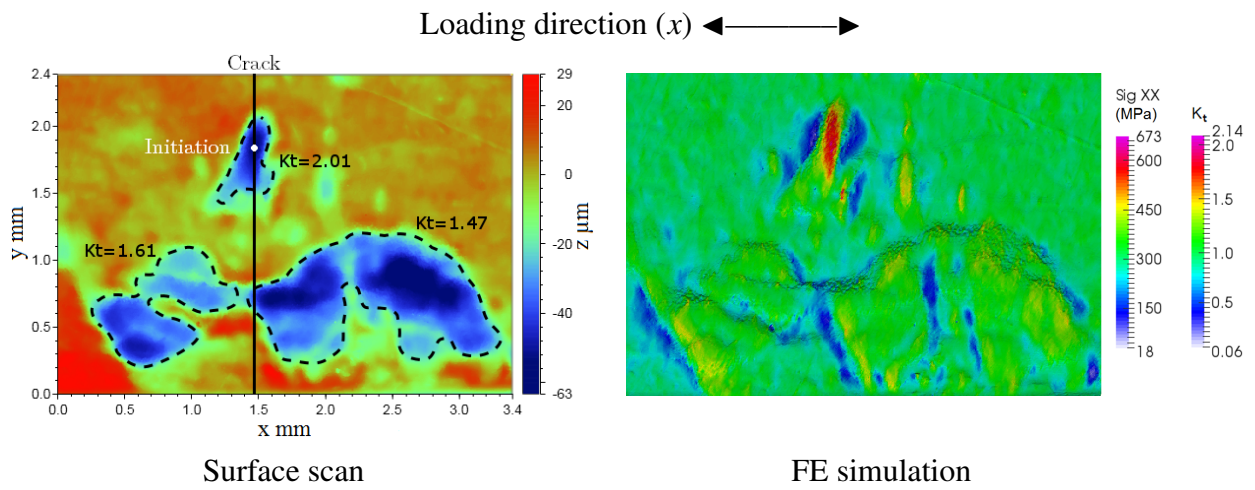 Loading direction (x)
Crack
Initiation
Kt=2.01
Kt=1.47
Kt=1.61
2.4
2.0
1.5
1.0
0.5
0.0
y mm
0.0
0.5
1.0
1.5
2.0
2.5
3.0
3.4
x mm
29
20
0
-20
-40
-63
z µm
Sig XX
(MPa)
673
600
450
300
150
18
Kt
2.14
2.0
1.5
1.0
0.5
0.06
Surface scan
FE simulation